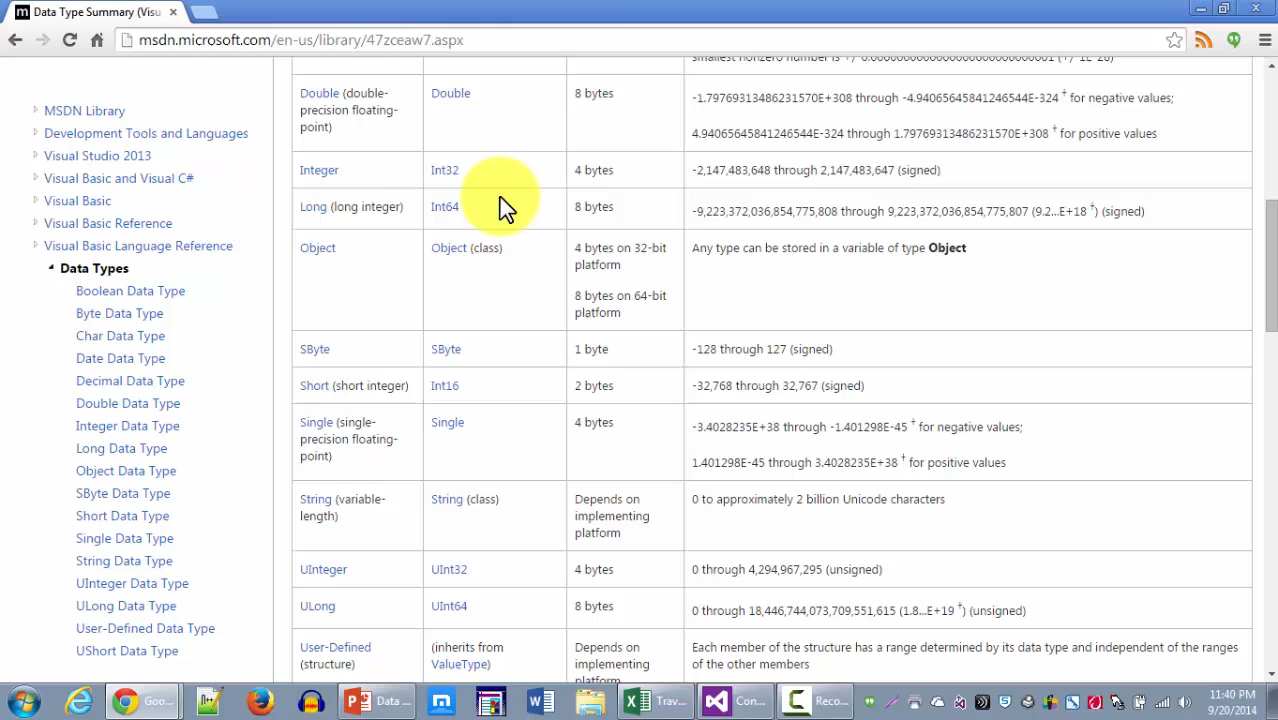 Data Type Summary (Visu
msdn.microsoft.com/en-us/library/47zceaw7.aspx
MSDN Library
Development Tools and Languages
Visual Studio 2013
Visual Basic and Visual C#
Visual Basic
Visual Basic Reference
Visual Basic Language Reference
Data Types
Boolean Data Type
Byte Data Type
Char Data Type
Date Data Type
Decimal Data Type
Double Data Type
Integer Data Type
Long Data Type
Object Data Type
SByte Data Type
Short Data Type
Single Data Type
String Data Type
UInteger Data Type
ULong Data Type
User-Defined Data Type
UShort Data Type
Double (double-
precision floating-
point)
Double
8 bytes
-1.79769313486231570E+308 through -4.94065645841246544E-324 † for negative values;
4.94065645841246544E-324 through 1.79769313486231570E+308 † for positive values
Integer
Int32
4 bytes
-2,147,483,648 through 2,147,483,647 (signed)
Long (long integer)
Int64
8 bytes
-9,223,372,036,854,775,808 through 9,223,372,036,854,775,807 (9.2...E+18 †) (signed)
Object
Object (class)
4 bytes on 32-bit
platform
8 bytes on 64-bit
platform
Any type can be stored in a variable of type Object
SByte
SByte
1 byte
-128 through 127 (signed)
Short (short integer)
Int16
2 bytes
-32,768 through 32,767 (signed)
Single (single-
precision floating-
point)
Single
4 bytes
-3.4028235E+38 through -1.401298E-45 † for negative values;
1.401298E-45 through 3.4028235E+38 † for positive values
String (variable-
length)
String (class)
Depends on
implementing
platform
0 to approximately 2 billion Unicode characters
UInteger
UInt32
4 bytes
0 through 4,294,967,295 (unsigned)
ULong
UInt64
8 bytes
0 through 18,446,744,073,709,551,615 (1.8...E+19 †) (unsigned)
User-Defined
(structure)
(inherits from
ValueType)
Depends on
implementing
Each member of the structure has a range determined by its data type and independent of the ranges
of the other members
Goo...
Data ...
Trav...
Con...
Reco...
11:40 PM
9/20/2014